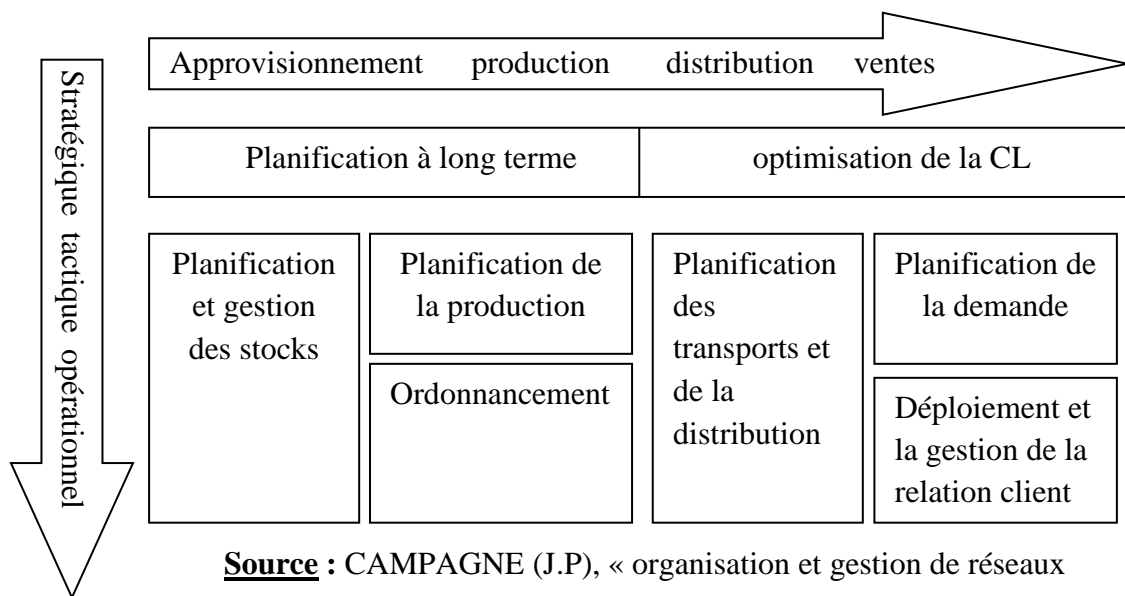 Approvisionnement production distribution ventes
Stratégique tactique opérationnel
Planification à long terme
optimisation de la CL
Planification
et gestion
des stocks
Planification de
la production
Ordonnancement
Planification
des
transports et
de la
distribution
Planification de
la demande
Déploiement et
la gestion de la
relation client
Source : CAMPAGNE (J.P), « organisation et gestion de réseaux